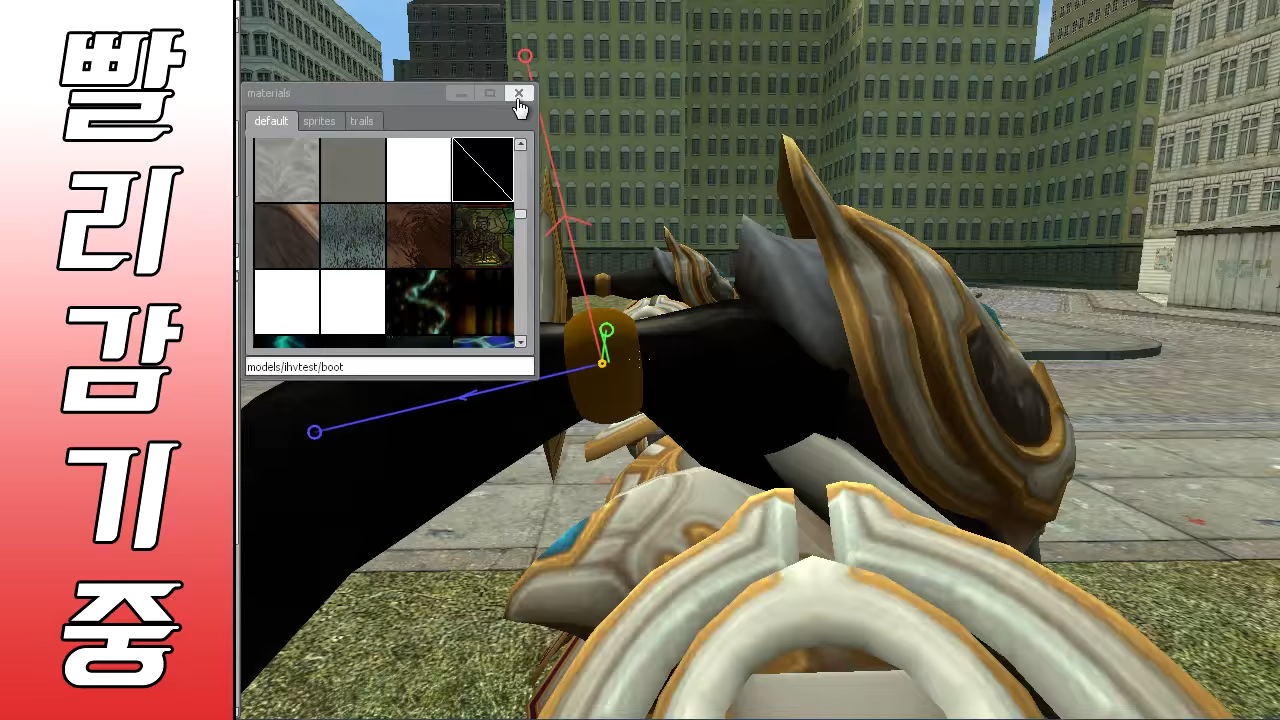 빨
리
감
기
중
materials
default
sprites
trails
models/ihvtest/boot